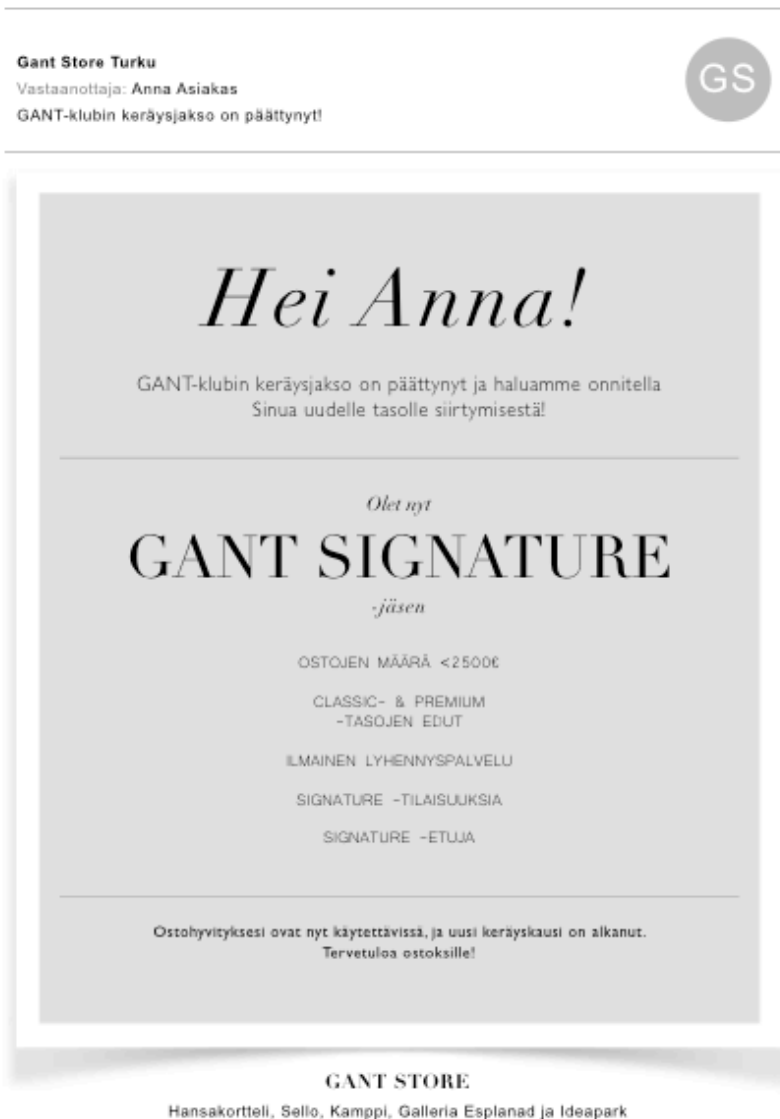 Gant Store Turku
GS
Vastaanottaja: Anna Asiakas
GANT-klubin keräysjakso on päättynyt!
Hei Anna!
GANT-klubin keräysjakso on päättynyt ja haluamme onnitella
Sinua uudelle tasolle siirtymisestä!
Olet nyt
GANT SIGNATURE
-jäsen
OSTOJEN MÄÄRÄ <2500€
CLASSIC- & PREMIUM
-TASOJEN EDUT
ILMAINEN LYHENNYSPALVELU
SIGNATURE -TILAISUUKSIA
SIGNATURE -ETUJA
Ostohyvityksesi ovat nyt käytettävissä, ja uusi keräyskausi on alkanut.
Tervetuloa ostoksille!
GANT STORE
Hansakortteli, Sello, Kamppi, Galleria Esplanad ja Ideapark